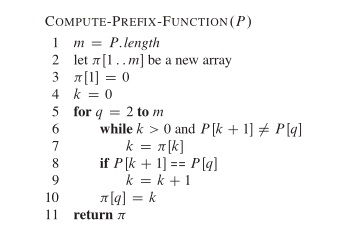 COMPUTE-PREFIX-FUNCTION(P)
1 m = P.length
2 let π[1..m] be a new array
3 π[1] = 0
4 k = 0
5 for q = 2 to m
6 while k > 0 and P[k + 1] ≠ P[q]
7 k = π[k]
8 if P[k + 1] == P[q]
9 k = k + 1
10 π[q] = k
11 return π